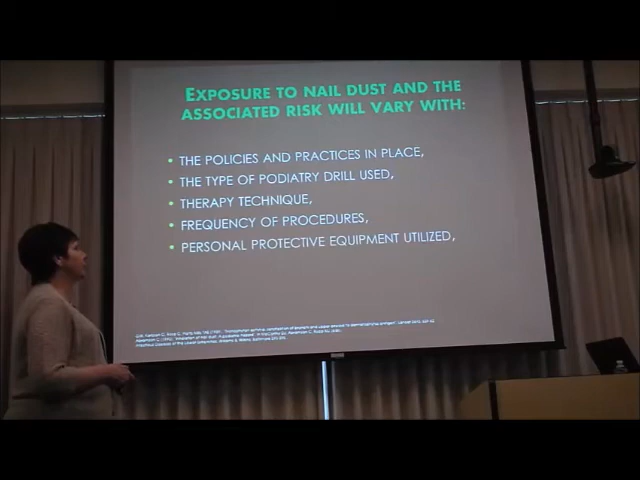 EXPOSURE TO NAIL DUST AND THE
ASSOCIATED RISK WILL VARY WITH:
• THE POLICIES AND PRACTICES IN PLACE,
• THE TYPE OF PODIATRY DRILL USED,
• THERAPY TECHNIQUE,
• FREQUENCY OF PROCEDURES,
• PERSONAL PROTECTIVE EQUIPMENT UTILIZED,